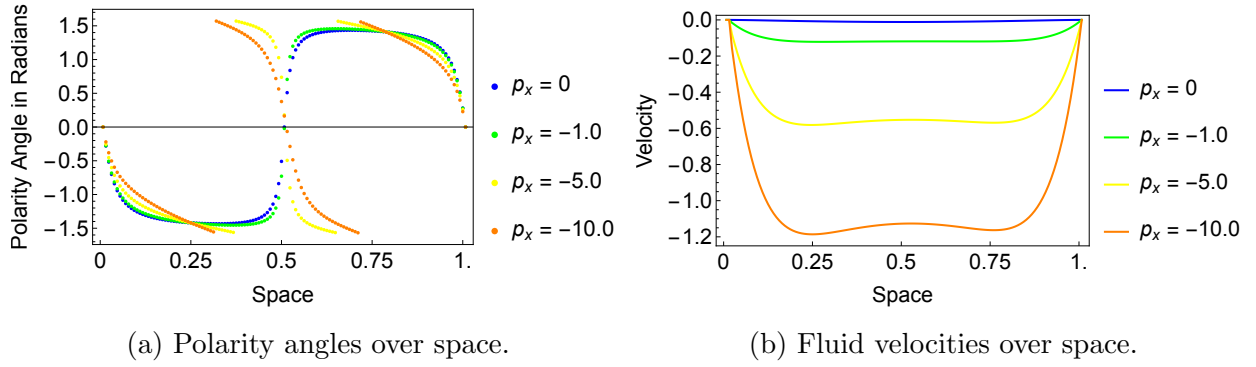 Polarity Angle in Radians
1.5
1.0
0.5
0.0
−0.5
−1.0
−1.5
0
0.25
0.5
0.75
1.
Space
p_x = 0
p_x = −1.0
p_x = −5.0
p_x = −10.0
(a) Polarity angles over space.
Velocity
0.0
−0.2
−0.4
−0.6
−0.8
−1.0
−1.2
0
0.25
0.5
0.75
1.
Space
p_x = 0
p_x = −1.0
p_x = −5.0
p_x = −10.0
(b) Fluid velocities over space.